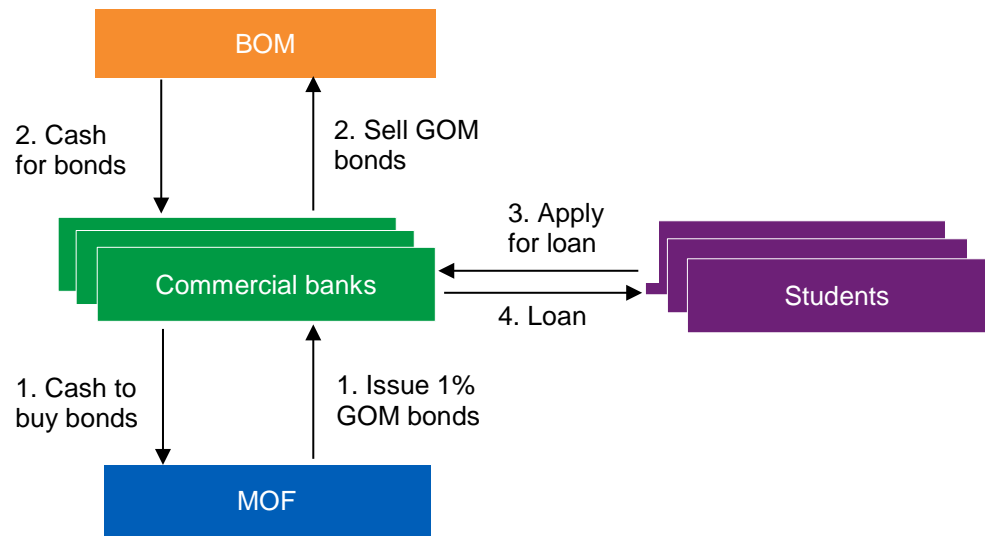 BOM
2. Cash
for bonds
2. Sell GOM
bonds
3. Apply
for loan
Commercial banks
Students
4. Loan
1. Cash to
buy bonds
1. Issue 1%
GOM bonds
MOF